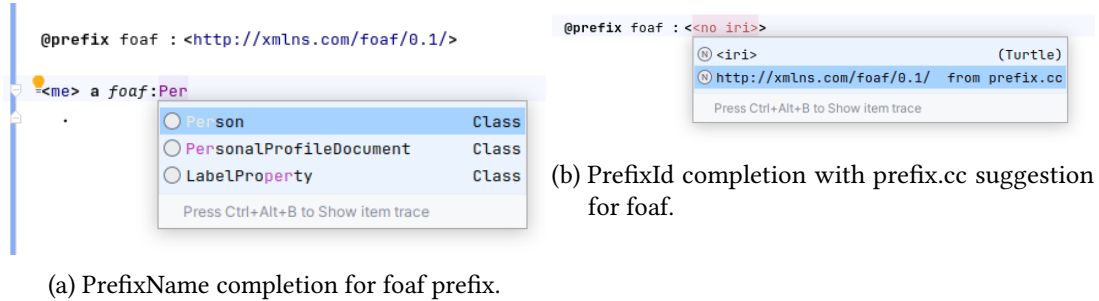 @prefix foaf : <http://xmlns.com/foaf/0.1/>
<me> a foaf:Per
.
Person Class
PersonalProfileDocument Class
LabelProperty Class
Press Ctrl+Alt+B to Show item trace
(a) PrefixName completion for foaf prefix.
@prefix foaf : <<no iri>>
N <iri> (Turtle)
N http://xmlns.com/foaf/0.1/ from prefix.cc
Press Ctrl+Alt+B to Show item trace
(b) PrefixId completion with prefix.cc suggestion
for foaf.